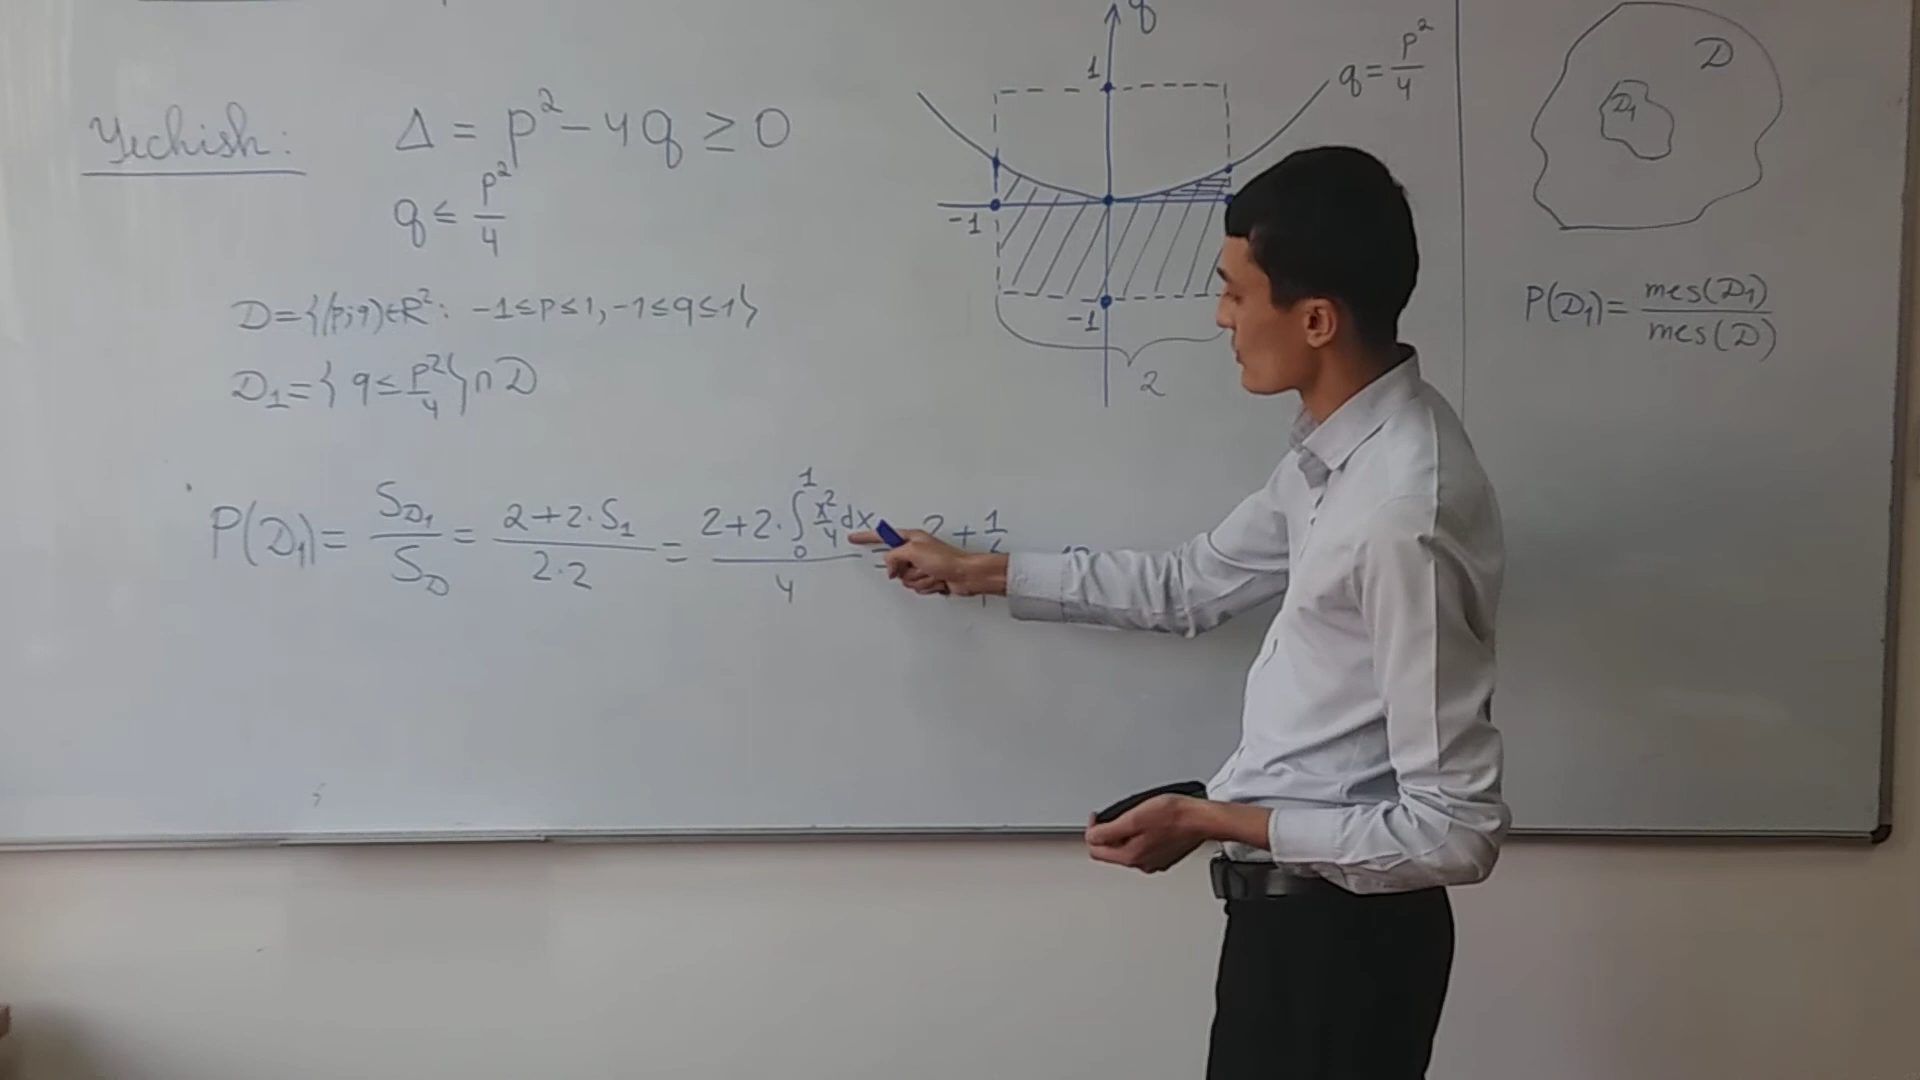 Yechish:
Δ = p² - 4q ≥ 0
q ≤ p²/4
D = {(p;q)∈R²: -1≤p≤1, -1≤q≤1}
D₁ = {q ≤ p²/4} ∩ D
P(D₁) = S_D₁/S_D = (2+2·S₁)/(2·2) = (2+2·∫₀¹ x²/4 dx)/4 = 2 + 1/
q
1
q = p²/4
-1
-1
2
D
D₁
P(D₁) = mes(D₁)/mes(D)